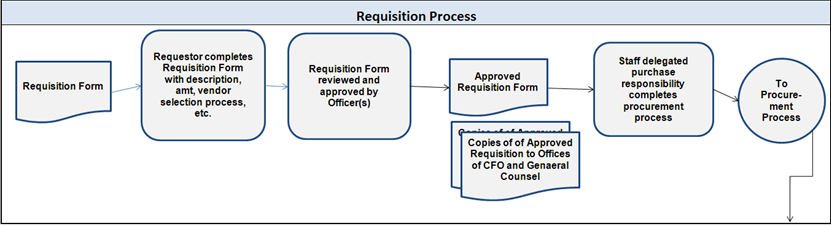 Requisition Process
Requisition Form
Requestor completes
Requisition Form
with description,
amt, vendor
selection process,
etc.
Requisition Form
reviewed and
approved by
Officer(s)
Approved
Requisition Form
Copies of of Approved
Copies of of Approved
Requisition to Offices
of CFO and Genaeral
Counsel
Staff delegated
purchase
responsibility
completes
procurement
process
To
Procure-
ment
Process